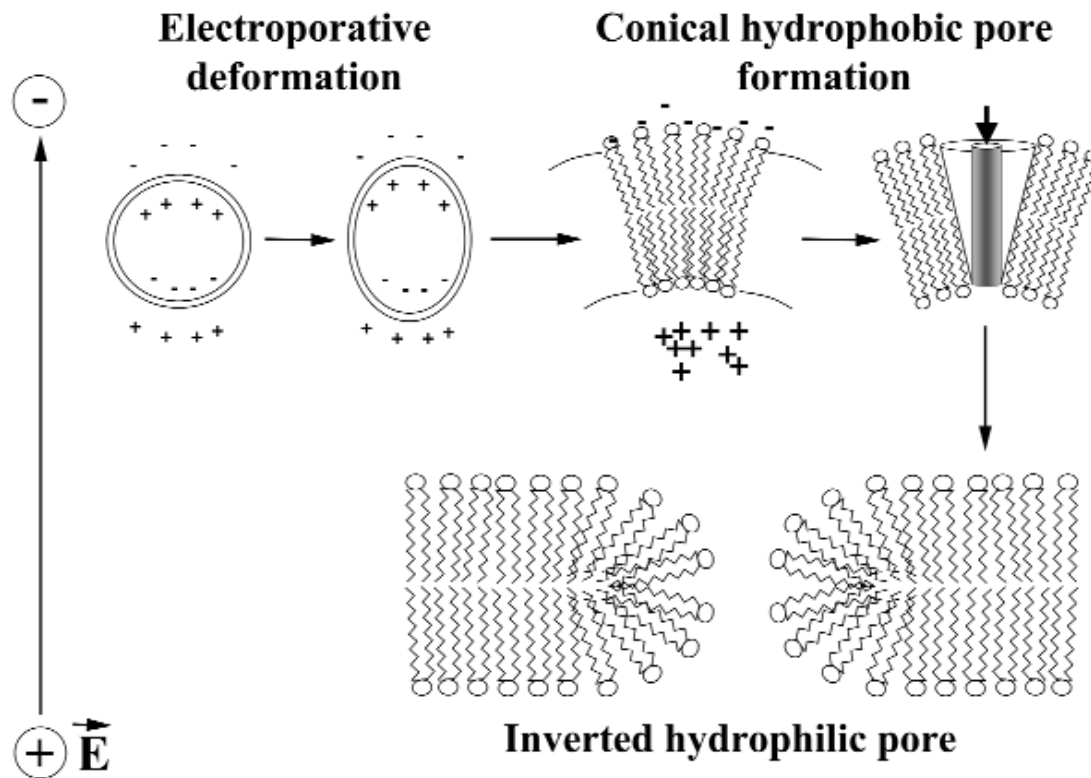 Electroporative
deformation
Conical hydrophobic pore
formation
E
Inverted hydrophilic pore